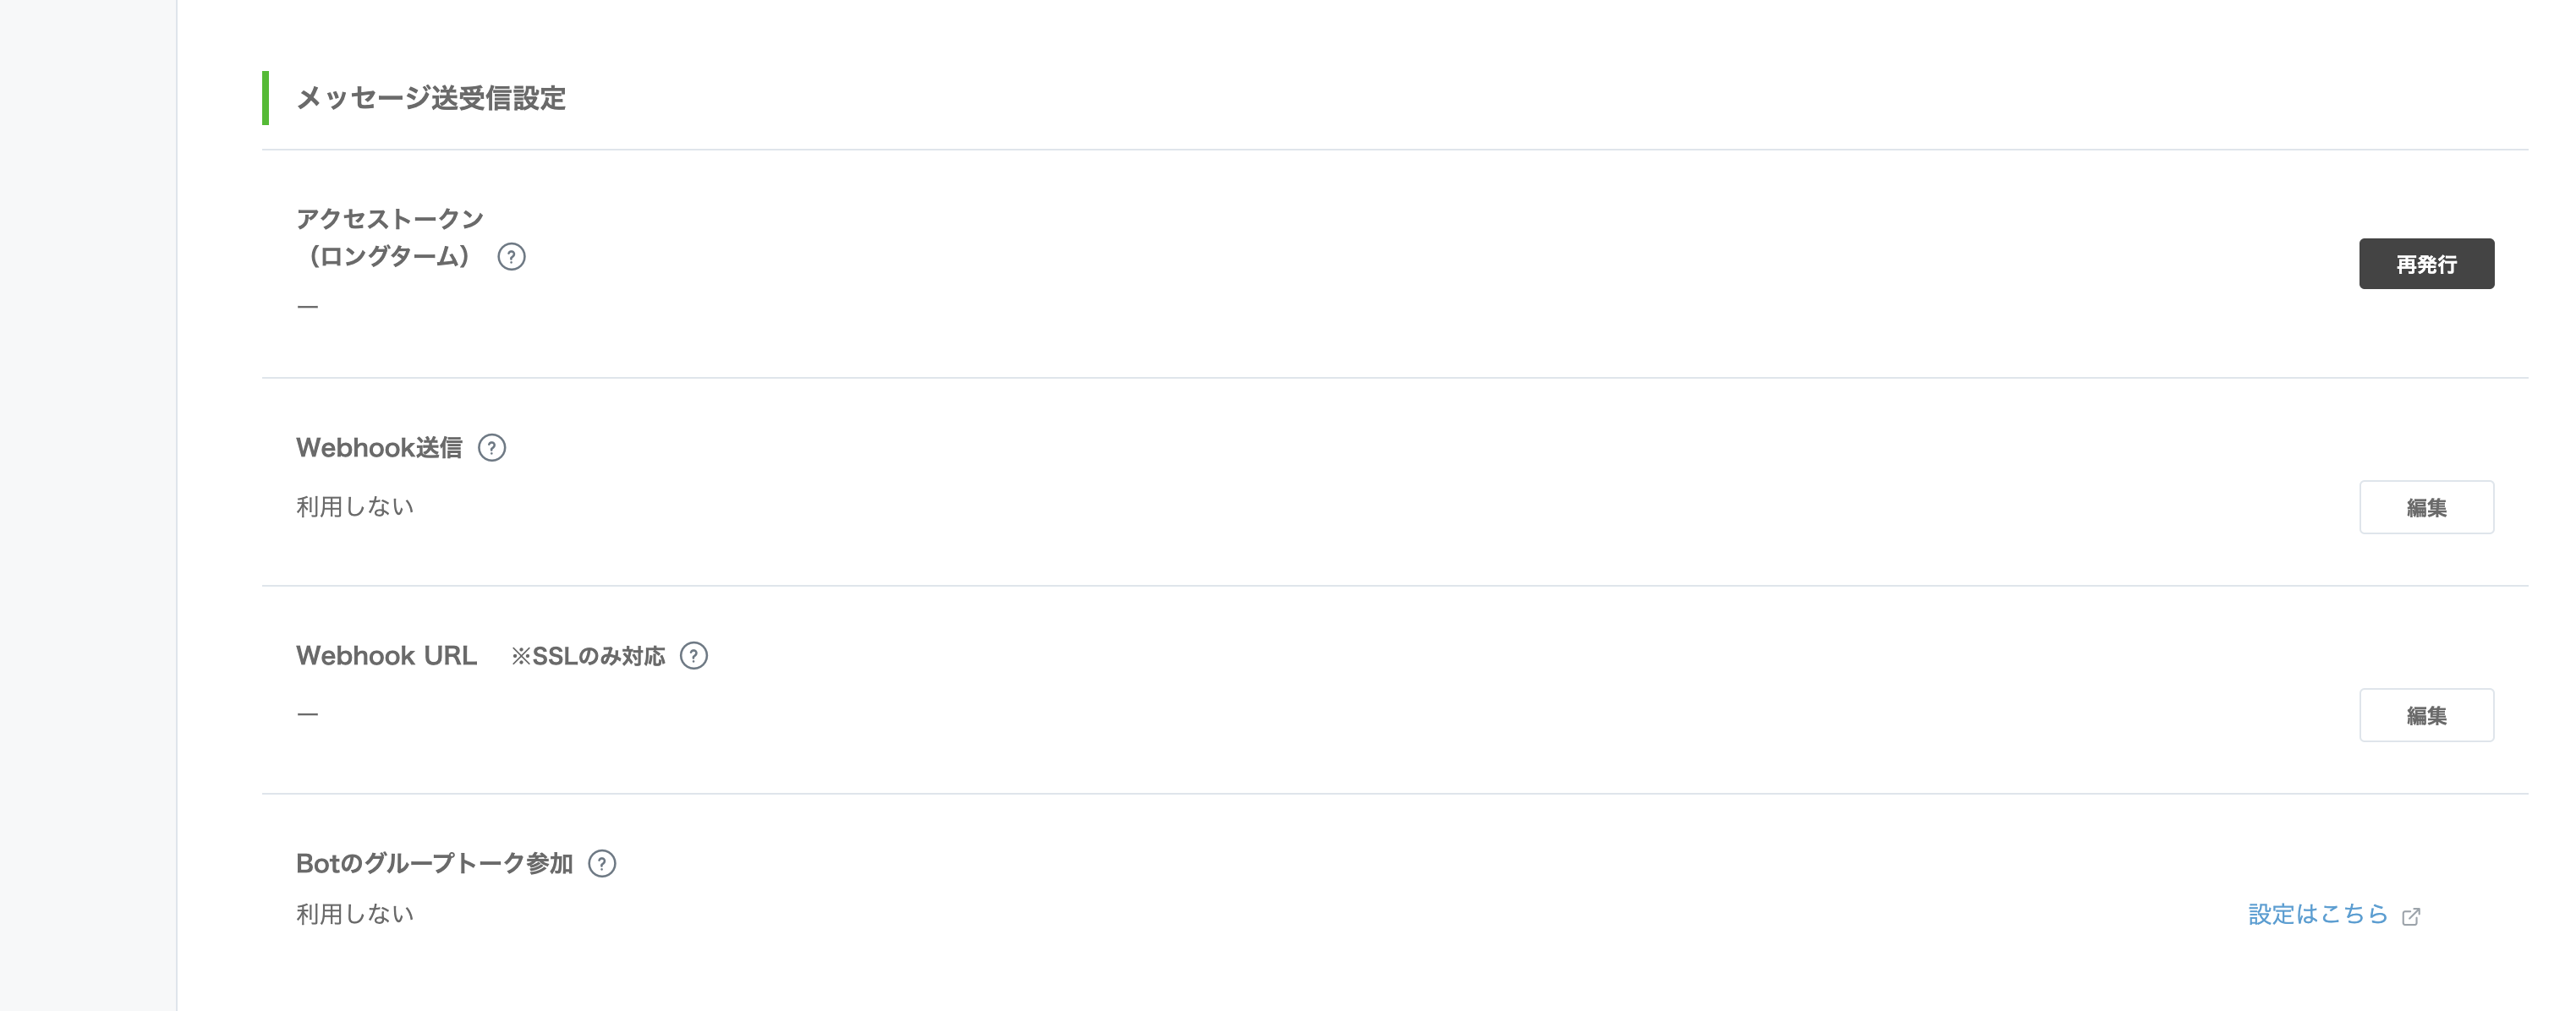 メッセージ送受信設定
アクセストークン
（ロングターム） ?
再発行
—
Webhook送信 ?
利用しない
編集
Webhook URL ※SSLのみ対応 ?
—
編集
Botのグループトーク参加 ?
利用しない
設定はこちら